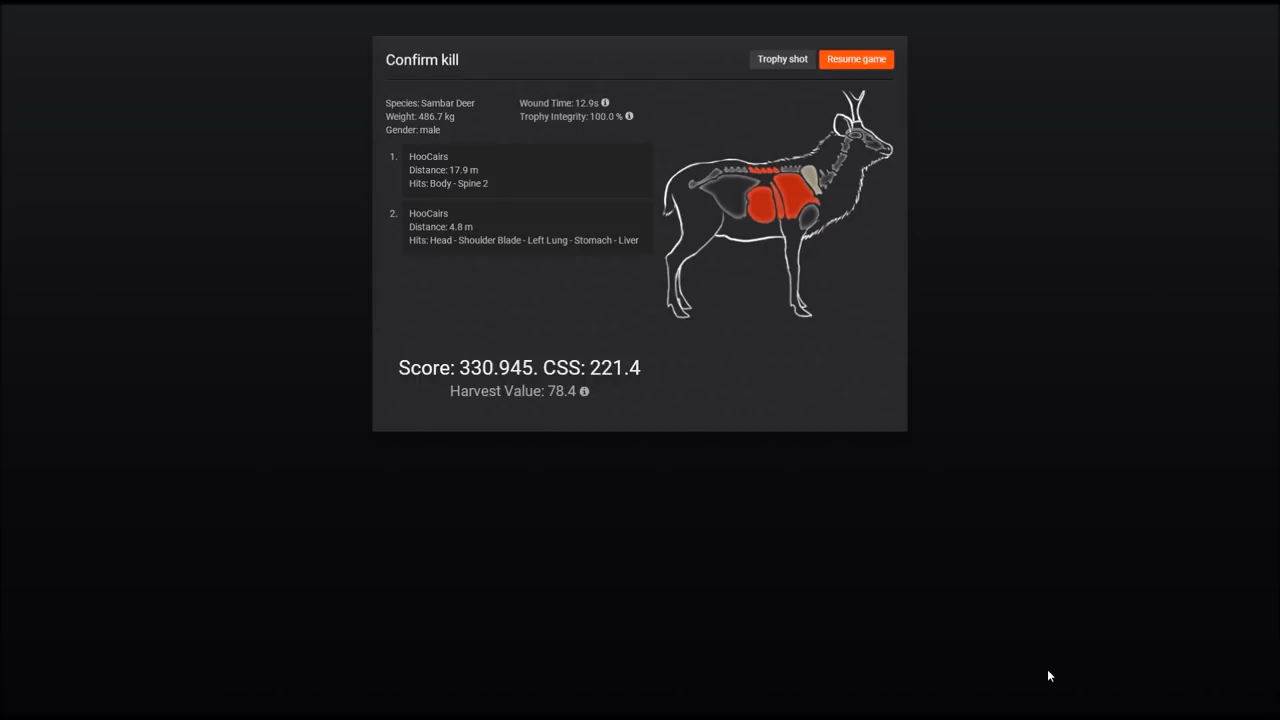 Confirm kill
Trophy shot
Resume game
Species: Sambar Deer
Weight: 486.7 kg
Gender: male
Wound Time: 12.9s
Trophy Integrity: 100.0 %
1.
HooCairs
Distance: 17.9 m
Hits: Body - Spine 2
2.
HooCairs
Distance: 4.8 m
Hits: Head - Shoulder Blade - Left Lung - Stomach - Liver
Score: 330.945. CSS: 221.4
Harvest Value: 78.4